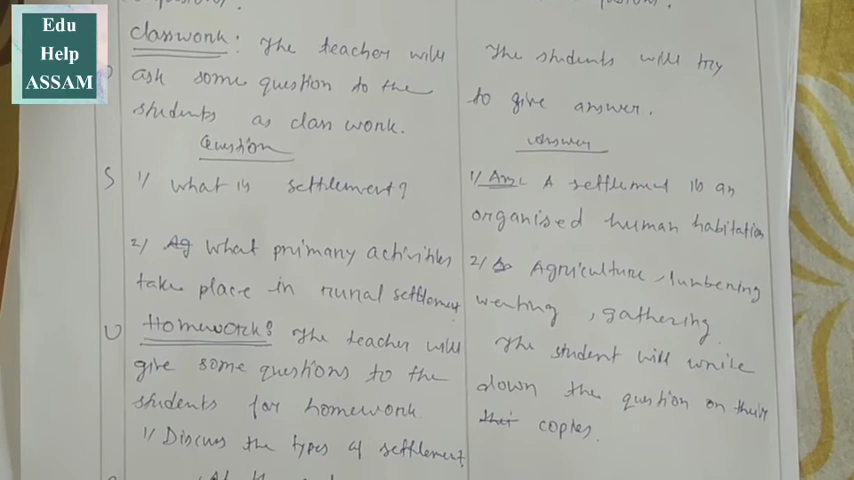 Edu
Help
ASSAM
classwork: The teacher will
ask some question to the
students as class work.
Question
S 1/ what is settlement?
2/ what primary activities
take place in rural settlement
U Homework: The teacher will
give some questions to the
students for homework.
1/ Discuss the types of settlement.
The students will try
to give answer.
Answer
1/ Ans: A settlement is an
organised human habitation
2/ Agriculture, lumbering
gathering
The student will write
down the question on their
copies.